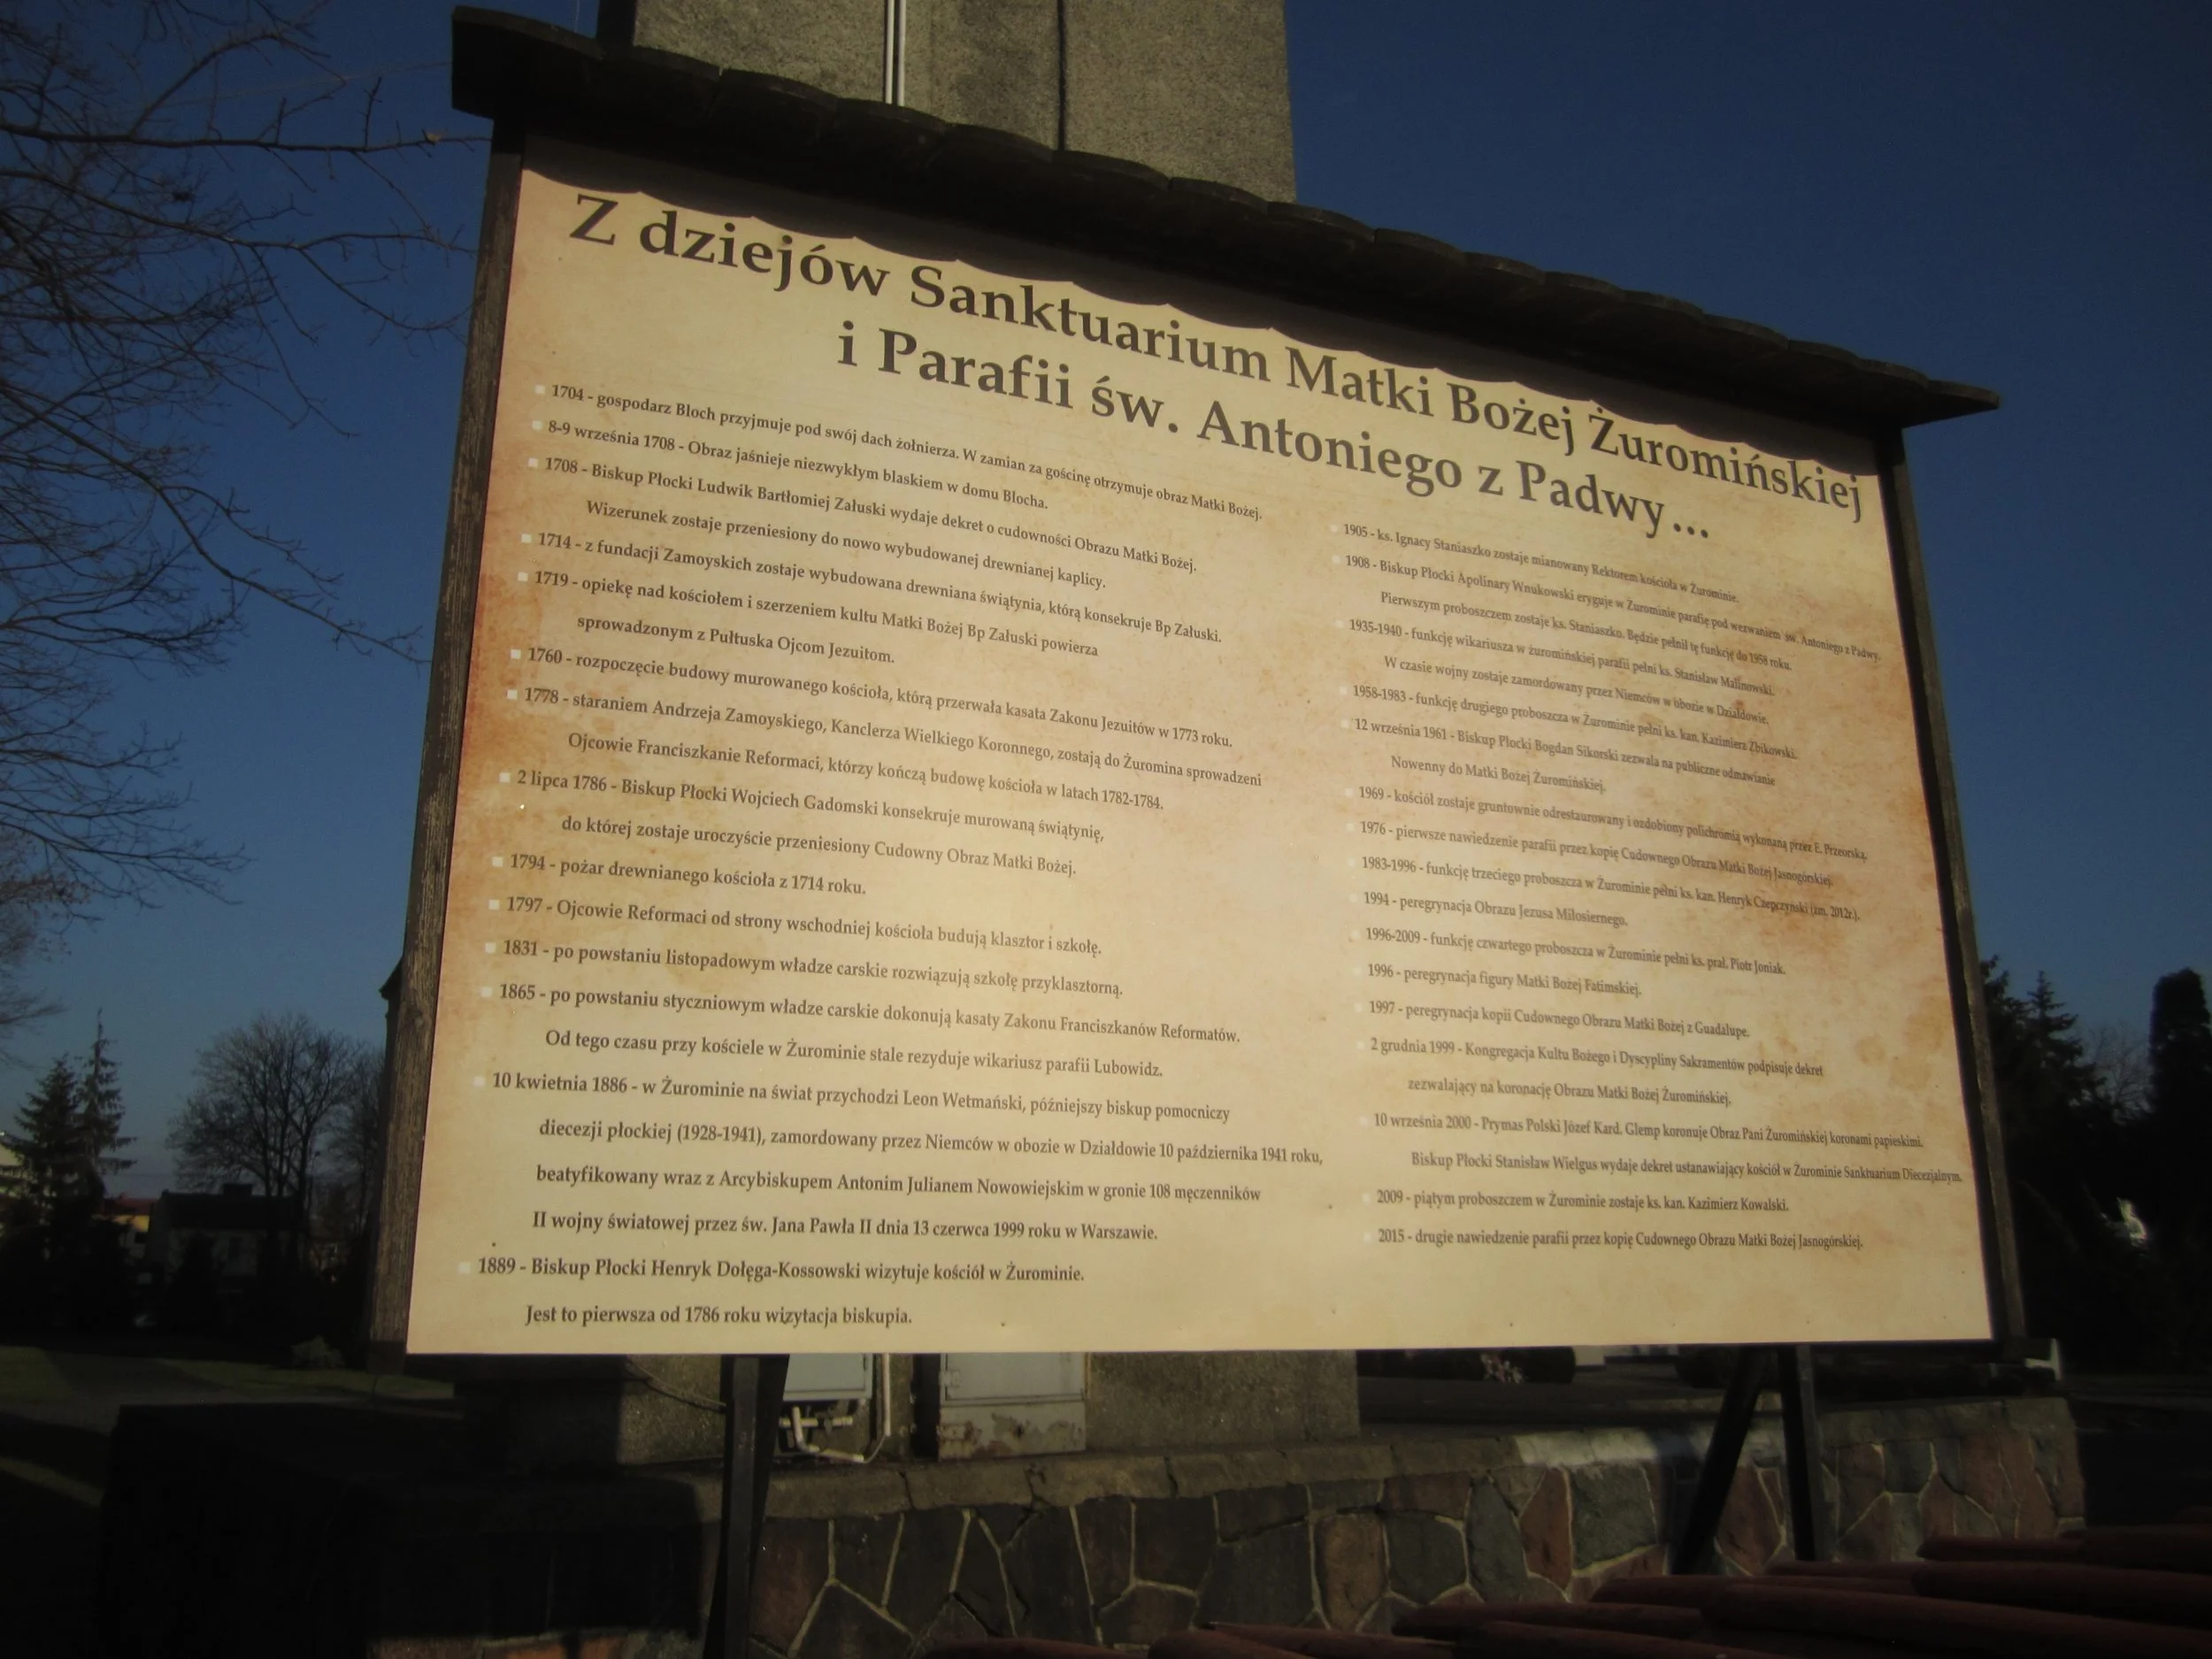 Z dziejów Sanktuarium Matki Bożej Żuromińskiej
i Parafii św. Antoniego z Padwy...
1704 - gospodarz Bloch przyjmuje pod swój dach żołnierza. W zamian za gościnę otrzymuje obraz Matki Bożej.
8-9 września 1708 - Obraz jaśnieje niezwykłym blaskiem w domu Blocha.
1708 - Biskup Płocki Ludwik Bartłomiej Załuski wydaje dekret o cudowności Obrazu Matki Bożej.
Wizerunek zostaje przeniesiony do nowo wybudowanej drewnianej kaplicy.
1714 - z fundacji Zamoyskich zostaje wybudowana drewniana świątynia, którą konsekruje Bp Załuski.
1719 - opiekę nad kościołem i szerzeniem kultu Matki Bożej Bp Załuski powierza
sprowadzonym z Pułtuska Ojcom Jezuitom.
1760 - rozpoczęcie budowy murowanego kościoła, którą przerwała kasata Zakonu Jezuitów w 1773 roku.
1778 - staraniem Andrzeja Zamoyskiego, Kanclerza Wielkiego Koronnego, zostają do Żuromina sprowadzeni
Ojcowie Franciszkanie Reformaci, którzy kończą budowę kościoła w latach 1782-1784.
2 lipca 1786 - Biskup Płocki Wojciech Gadomski konsekruje murowaną świątynię,
do której zostaje uroczyście przeniesiony Cudowny Obraz Matki Bożej.
1794 - pożar drewnianego kościoła z 1714 roku.
1797 - Ojcowie Reformaci od strony wschodniej kościoła budują klasztor i szkołę.
1831 - po powstaniu listopadowym władze carskie rozwiązują szkołę przyklasztorną.
1865 - po powstaniu styczniowym władze carskie dokonują kasaty Zakonu Franciszkanów Reformatów.
Od tego czasu przy kościele w Żurominie stale rezyduje wikariusz parafii Lubowidz.
10 kwietnia 1886 - w Żurominie na świat przychodzi Leon Wetmański, późniejszy biskup pomocniczy
diecezji płockiej (1928-1941), zamordowany przez Niemców w obozie w Działdowie 10 października 1941 roku,
beatyfikowany wraz z Arcybiskupem Antonim Julianem Nowowiejskim w gronie 108 męczenników
II wojny światowej przez św. Jana Pawła II dnia 13 czerwca 1999 roku w Warszawie.
1889 - Biskup Płocki Henryk Dołęga-Kossowski wizytuje kościół w Żurominie.
Jest to pierwsza od 1786 roku wizytacja biskupia.
1905 - ks. Ignacy Staniaszko zostaje mianowany Rektorem kościoła w Żurominie.
1908 - Biskup Płocki Apolinary Wnukowski eryguje w Żurominie parafię pod wezwaniem św. Antoniego z Padwy.
Pierwszym proboszczem zostaje ks. Staniaszko. Będzie pełnił tę funkcję do 1958 roku.
1935-1940 - funkcję wikariusza w żuromińskiej parafii pełni ks. Stanisław Malinowski.
W czasie wojny zostaje zamordowany przez Niemców w obozie w Działdowie.
1958-1983 - funkcję drugiego proboszcza w Żurominie pełni ks. kan. Kazimierz Zbikowski.
12 września 1961 - Biskup Płocki Bogdan Sikorski zezwala na publiczne odmawianie
Nowenny do Matki Bożej Żuromińskiej.
1969 - kościół zostaje gruntownie odrestaurowany i ozdobiony polichromią wykonaną przez E. Przeorską.
1976 - pierwsze nawiedzenie parafii przez kopię Cudownego Obrazu Matki Bożej Jasnogórskiej.
1983-1996 - funkcję trzeciego proboszcza w Żurominie pełni ks. kan. Henryk Czepczyński (zm. 2012r.).
1994 - peregrynacja Obrazu Jezusa Miłosiernego.
1996-2009 - funkcję czwartego proboszcza w Żurominie pełni ks. prał. Piotr Joniak.
1996 - peregrynacja figury Matki Bożej Fatimskiej.
1997 - peregrynacja kopii Cudownego Obrazu Matki Bożej z Guadalupe.
2 grudnia 1999 - Kongregacja Kultu Bożego i Dyscypliny Sakramentów podpisuje dekret
zezwalający na koronację Obrazu Matki Bożej Żuromińskiej.
10 września 2000 - Prymas Polski Józef Kard. Glemp koronuje Obraz Pani Żuromińskiej koronami papieskimi.
Biskup Płocki Stanisław Wielgus wydaje dekret ustanawiający kościół w Żurominie Sanktuarium Diecezjalnym.
2009 - piątym proboszczem w Żurominie zostaje ks. kan. Kazimierz Kowalski.
2015 - drugie nawiedzenie parafii przez kopię Cudownego Obrazu Matki Bożej Jasnogórskiej.